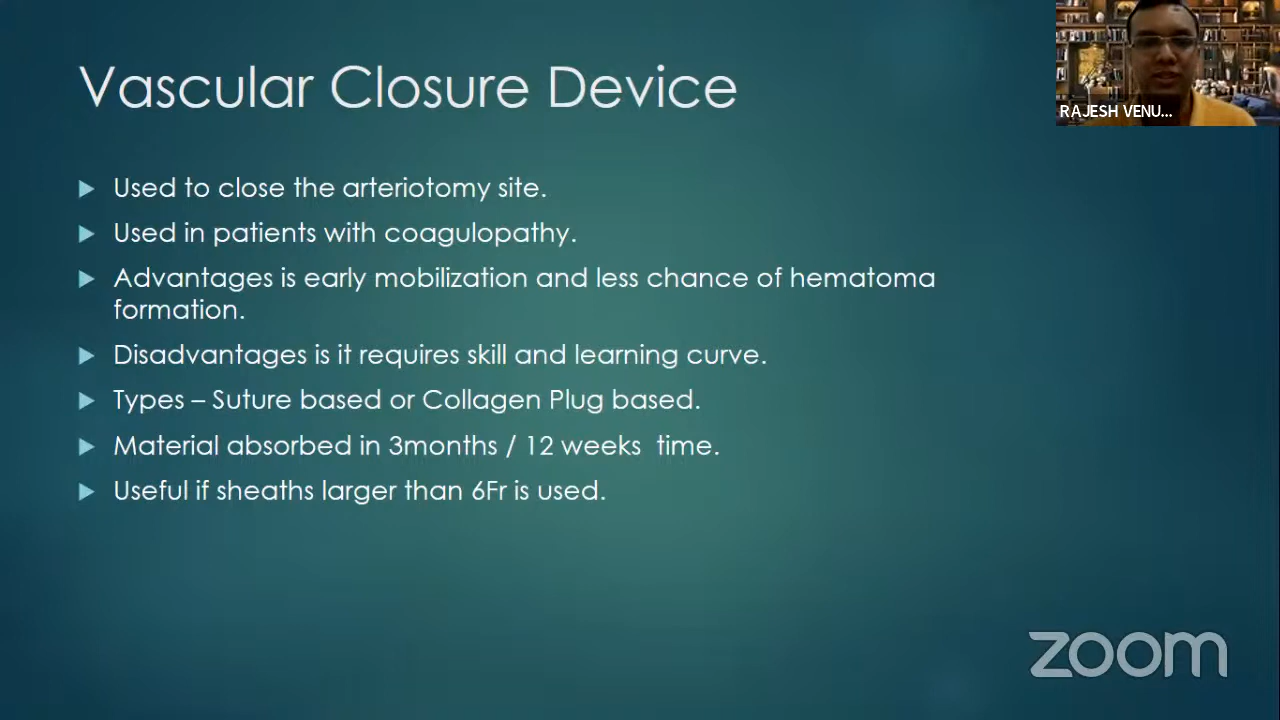 Vascular Closure Device
RAJESH VENU...
Used to close the arteriotomy site.
Used in patients with coagulopathy.
Advantages is early mobilization and less chance of hematoma
formation.
Disadvantages is it requires skill and learning curve.
Types – Suture based or Collagen Plug based.
Material absorbed in 3months / 12 weeks  time.
Useful if sheaths larger than 6Fr is used.
zoom